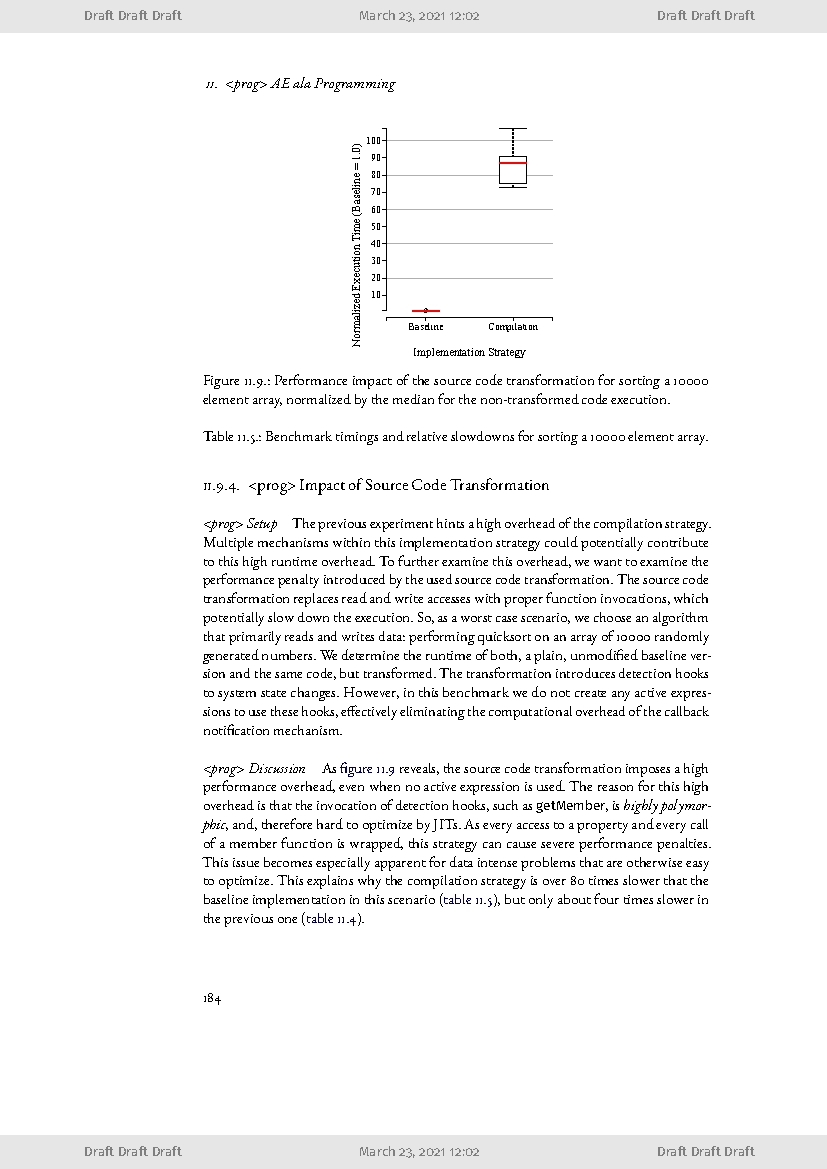 Draft Draft Draft March 23, 2021 12:02 Draft Draft Draft
11. <prog> AE ala Programming
Normalized Execution Time (Baseline = 1.0)
100
90
80
70
60
50
40
30
20
10
Baseline Compilation
Implementation Strategy
Figure 11.9.: Performance impact of the source code transformation for sorting a 10000
element array, normalized by the median for the non-transformed code execution.
Table 11.5.: Benchmark timings and relative slowdowns for sorting a 10000 element array.
11.9.4. <prog> Impact of Source Code Transformation
<prog> Setup The previous experiment hints a high overhead of the compilation strategy.
Multiple mechanisms within this implementation strategy could potentially contribute
to this high runtime overhead. To further examine this overhead, we want to examine the
performance penalty introduced by the used source code transformation. The source code
transformation replaces read and write accesses with proper function invocations, which
potentially slow down the execution. So, as a worst case scenario, we choose an algorithm
that primarily reads and writes data: performing quicksort on an array of 10000 randomly
generated numbers. We determine the runtime of both, a plain, unmodified baseline ver-
sion and the same code, but transformed. The transformation introduces detection hooks
to system state changes. However, in this benchmark we do not create any active expres-
sions to use these hooks, effectively eliminating the computational overhead of the callback
notification mechanism.
<prog> Discussion As figure 11.9 reveals, the source code transformation imposes a high
performance overhead, even when no active expression is used. The reason for this high
overhead is that the invocation of detection hooks, such as getMember, is highly polymor-
phic, and, therefore hard to optimize by JITs. As every access to a property and every call
of a member function is wrapped, this strategy can cause severe performance penalties.
This issue becomes especially apparent for data intense problems that are otherwise easy
to optimize. This explains why the compilation strategy is over 80 times slower that the
baseline implementation in this scenario (table 11.5), but only about four times slower in
the previous one (table 11.4).
184
Draft Draft Draft March 23, 2021 12:02 Draft Draft Draft